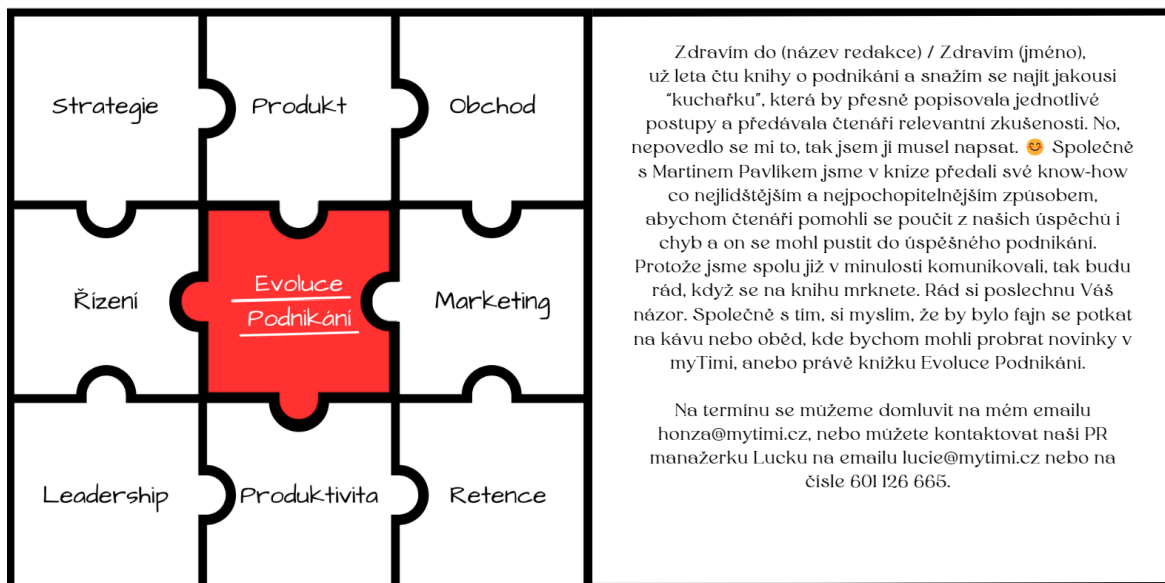 Strategie
Produkt
Obchod
Řízení
Evoluce
Podnikání
Marketing
Leadership
Produktivita
Retence
Zdravím do (název redakce) / Zdravím (jméno),
už leta čtu knihy o podnikání a snažím se najít jakousi
“kuchařku”, která by přesně popisovala jednotlivé
postupy a předávala čtenáři relevantní zkušenosti. No,
nepovedlo se mi to, tak jsem jí musel napsat. 😊 Společně
s Martinem Pavlíkem jsme v knize předali své know-how
co nejlidštějším a nejpochopitelnějším způsobem,
abychom čtenáři pomohli se poučit z našich úspěchů i
chyb a on se mohl pustit do úspěšného podnikání.
Protože jsme spolu již v minulosti komunikovali, tak budu
rád, když se na knihu mrknete. Rád si poslechnu Váš
názor. Společně s tím, si myslím, že by bylo fajn se potkat
na kávu nebo oběd, kde bychom mohli probrat novinky v
myTimi, anebo právě knížku Evoluce Podnikání.
Na termínu se můžeme domluvit na mém emailu
honza@mytimi.cz, nebo můžete kontaktovat naší PR
manažerku Lucku na emailu lucie@mytimi.cz nebo na
čísle 601 126 665.